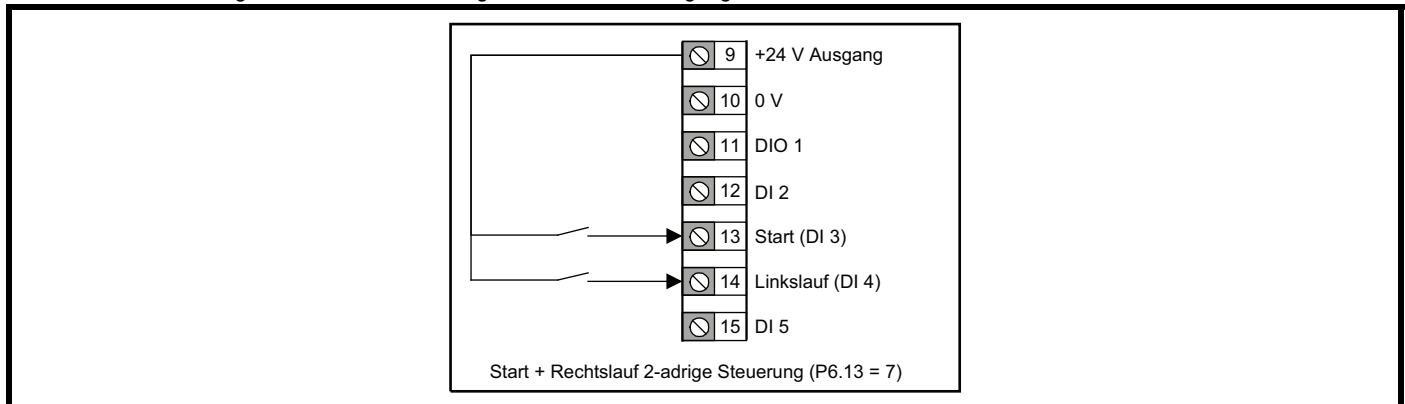 9 +24 V Ausgang
10 0 V
11 DIO 1
12 DI 2
13 Start (DI 3)
14 Linkslauf (DI 4)
15 DI 5
Start + Rechtslauf 2-adrige Steuerung (P6.13 = 7)